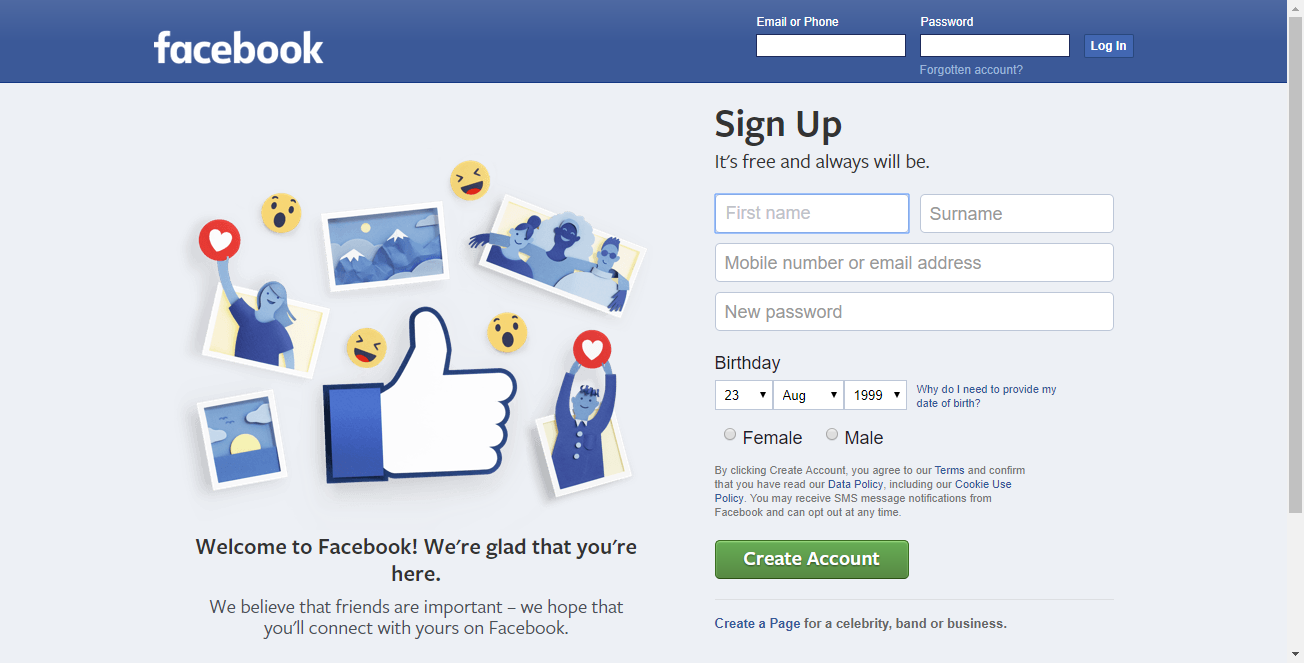 facebook
Email or Phone
Password
Log In
Forgotten account?
Sign Up
It's free and always will be.
First name
Surname
Mobile number or email address
New password
Birthday
23
Aug
1999
Why do I need to provide my
date of birth?
Female
Male
By clicking Create Account, you agree to our Terms and confirm
that you have read our Data Policy, including our Cookie Use
Policy. You may receive SMS message notifications from
Facebook and can opt out at any time.
Create Account
Create a Page for a celebrity, band or business.
Welcome to Facebook! We're glad that you're
here.
We believe that friends are important – we hope that
you'll connect with yours on Facebook.